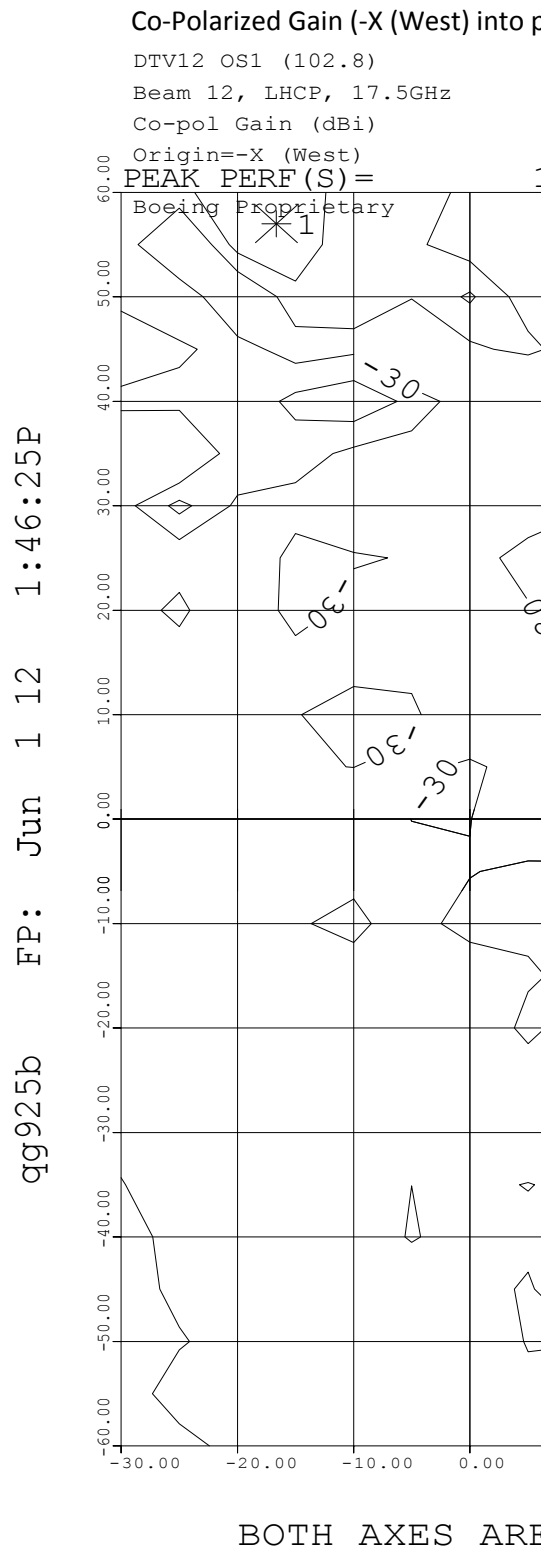 Co-Polarized Gain (-X (West) into p
DTV12 OS1 (102.8)
Beam 12, LHCP, 17.5GHz
Co-pol Gain (dBi)
Origin=-X (West)
PEAK PERF(S)= 1
Boeing Proprietary
1
60.00
50.00
40.00
30.00
20.00
10.00
0.00
-10.00
-20.00
-30.00
-40.00
-50.00
-60.00
-30
-30
-30
-30
-30.00 -20.00 -10.00 0.00
BOTH AXES ARE
qg925b FP: Jun 1 12 1:46:25P